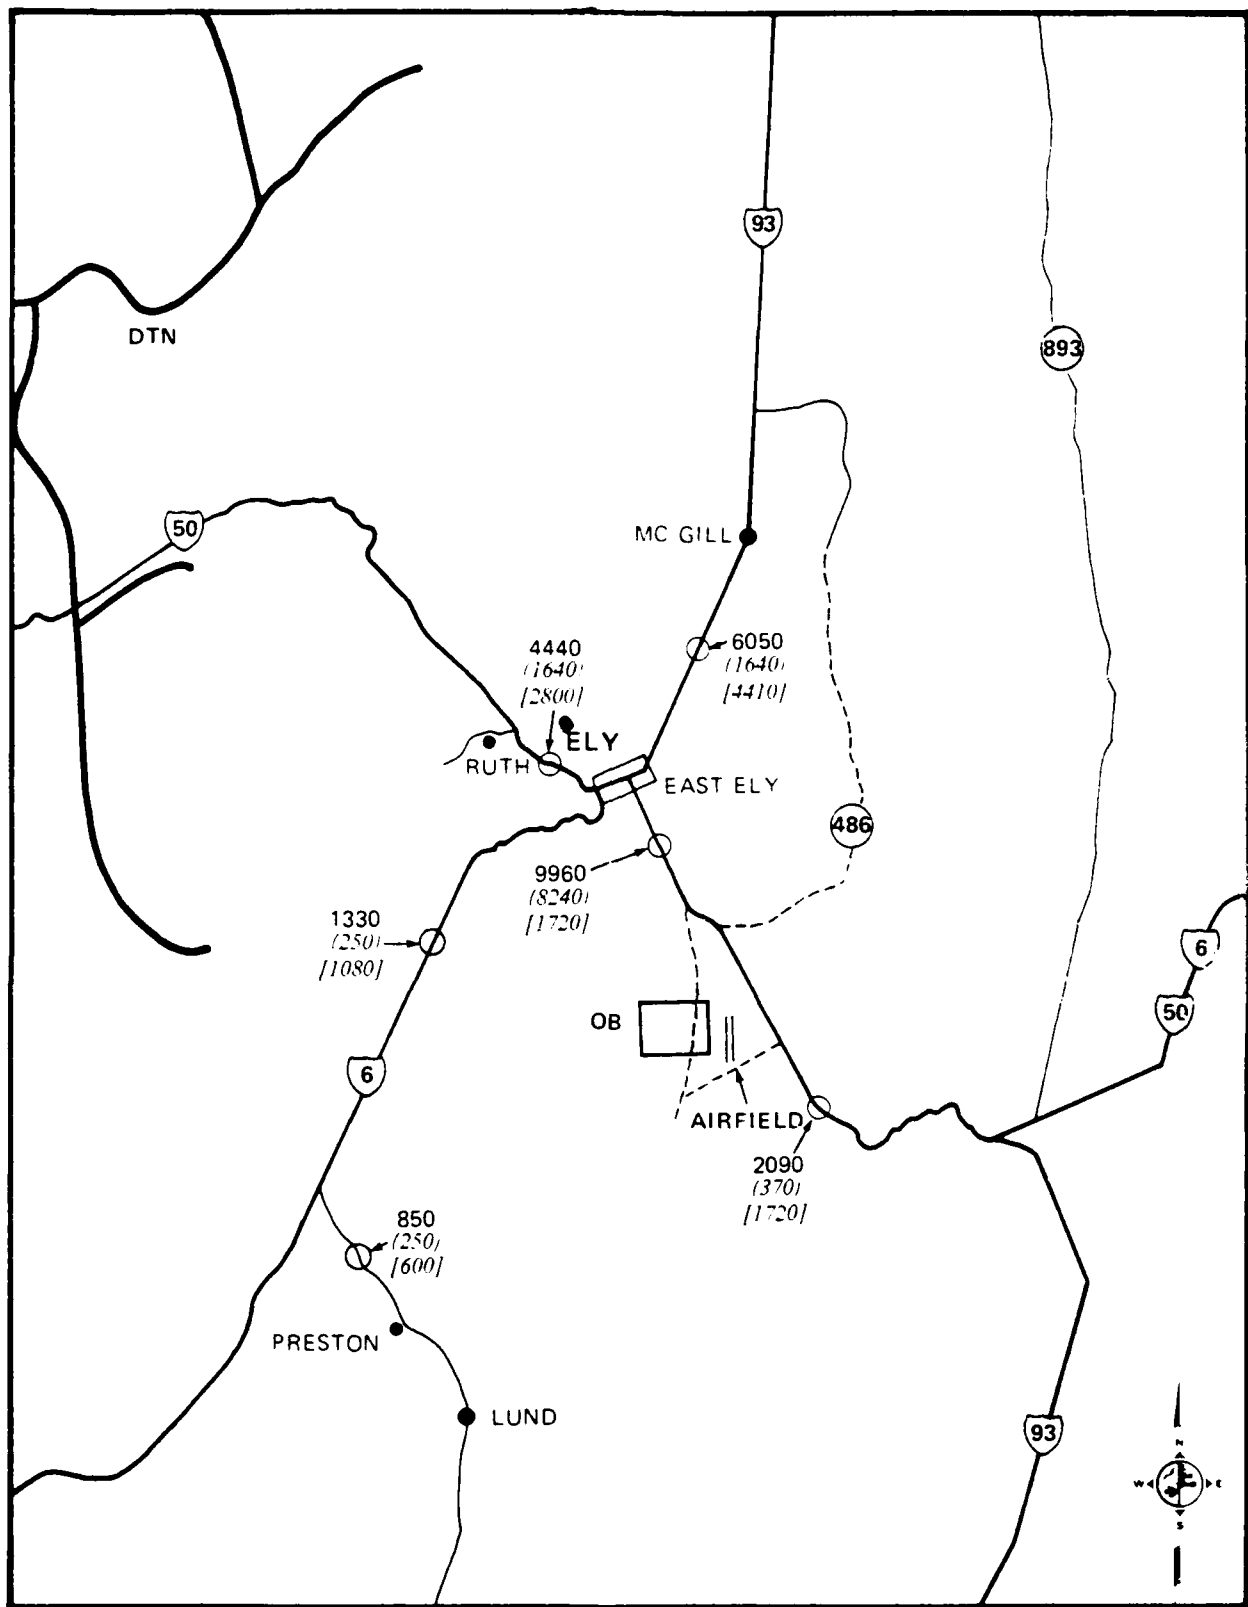 93
DTN
893
50
MC GILL
6050
(1640)
[4410]
4440
(1640)
[2800]
ELY
RUTH
EAST ELY
486
9960
(8240)
[1720]
1330
(250)
[1080]
6
50
OB
6
AIRFIELD
2090
(370)
[1720]
850
(250)
[600]
PRESTON
LUND
93
N
W
E
S